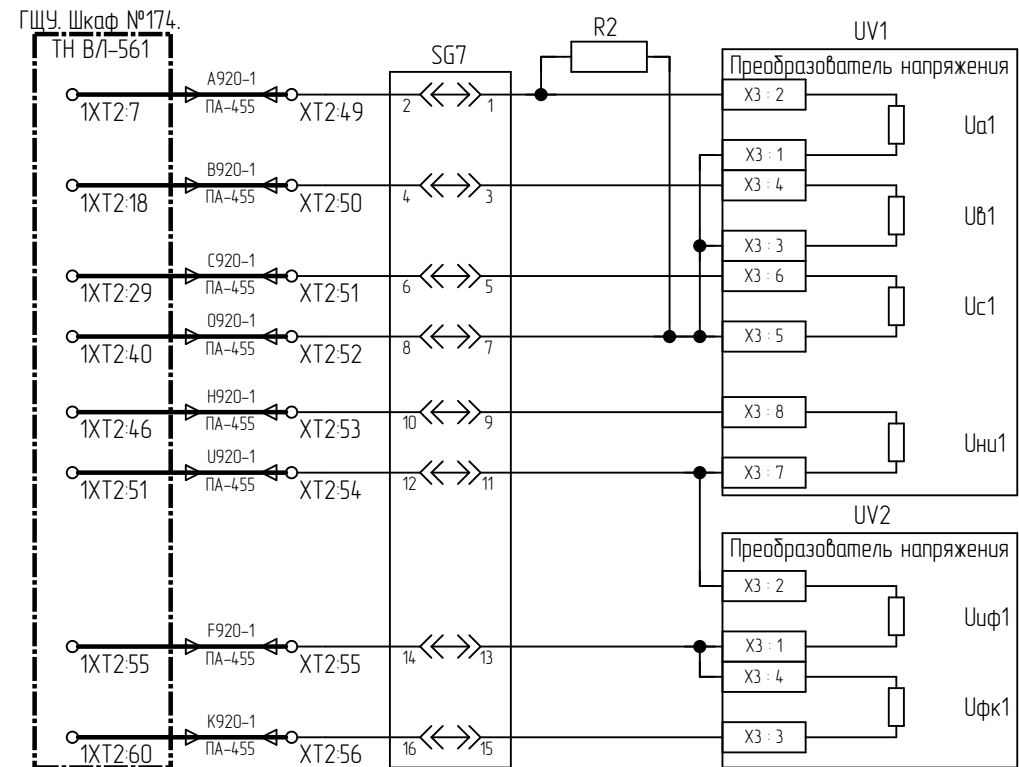 ГЩУ. Шкаф №174.
ТН ВЛ-561
SG7
R2
UV1
Преобразователь напряжения
1XT2:7
А920-1
ПА-455
XT2:49
2
1
X3 : 2
Ua1
X3 : 1
1XT2:18
В920-1
ПА-455
XT2:50
4
3
X3 : 4
Uв1
X3 : 3
1XT2:29
С920-1
ПА-455
XT2:51
6
5
X3 : 6
Uc1
1XT2:40
О920-1
ПА-455
XT2:52
8
7
X3 : 5
1XT2:46
Н920-1
ПА-455
XT2:53
10
9
X3 : 8
Uни1
1XT2:51
U920-1
ПА-455
XT2:54
12
11
X3 : 7
UV2
Преобразователь напряжения
X3 : 2
Uиф1
1XT2:55
F920-1
ПА-455
XT2:55
14
13
X3 : 1
X3 : 4
Uфк1
1XT2:60
К920-1
ПА-455
XT2:56
16
15
X3 : 3